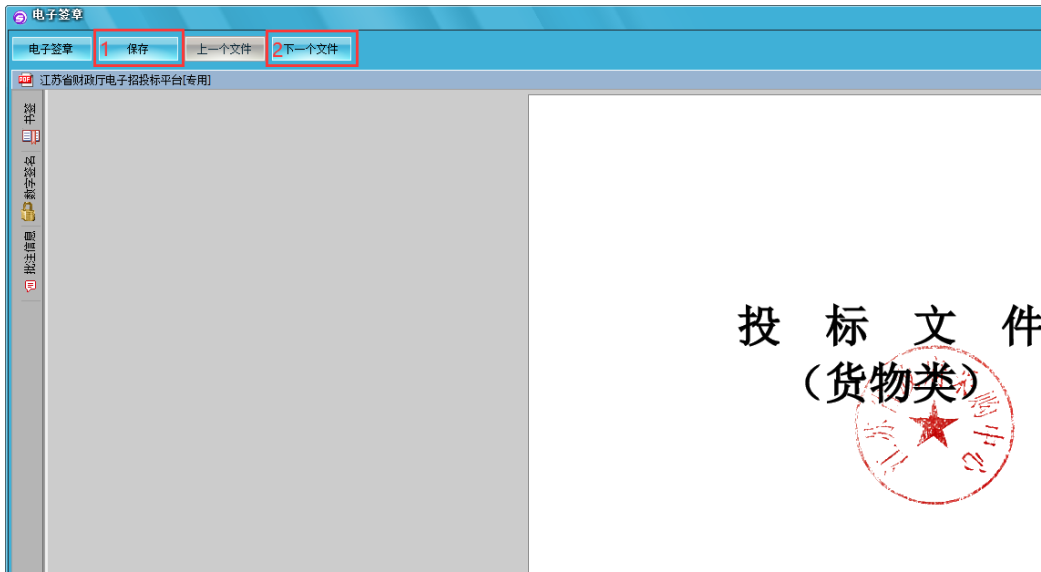 电子签章
电子签章 1 保存 上一个文件 2 下一个文件
江苏省财政厅电子招投标平台[专用]
书签
数字签名
批注信息
投 标 文 件
（货物类）